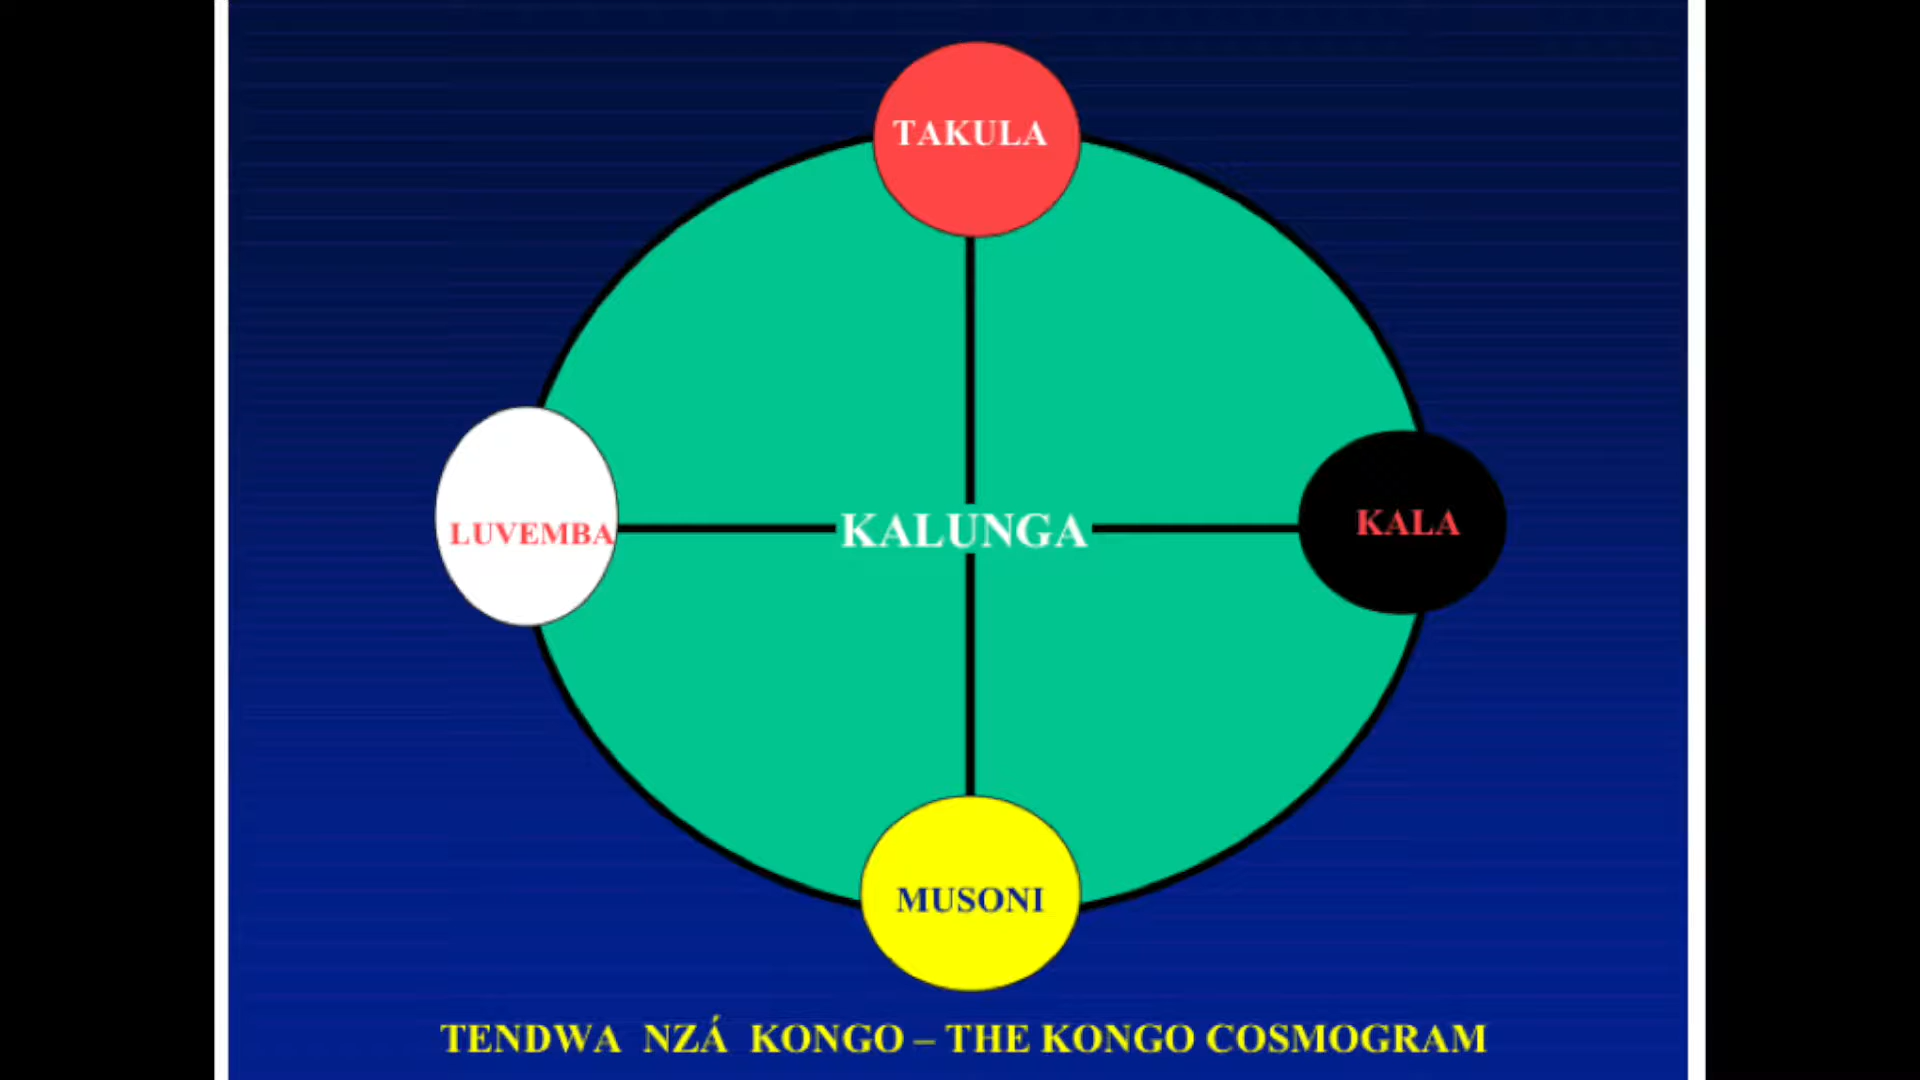 TAKULA
LUVEMBA
KALUNGA
KALA
MUSONI
TENDWA NZÁ KONGO – THE KONGO COSMOGRAM